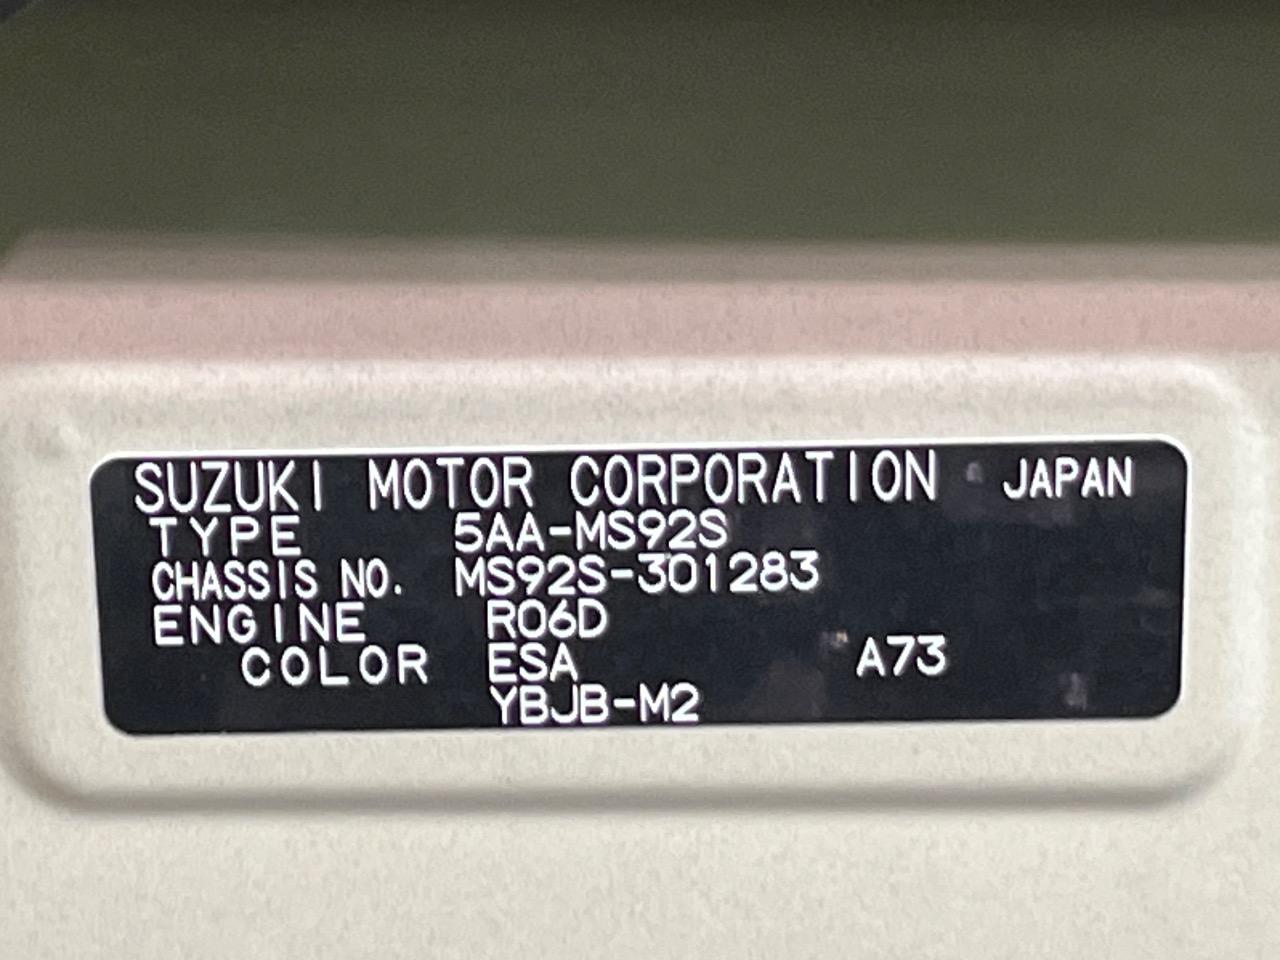 SUZUKI MOTOR CORPORATION JAPAN
TYPE 5AA-MS92S
CHASSIS NO. MS92S-301283
ENGINE R06D
COLOR ESA A73
YBJB-M2